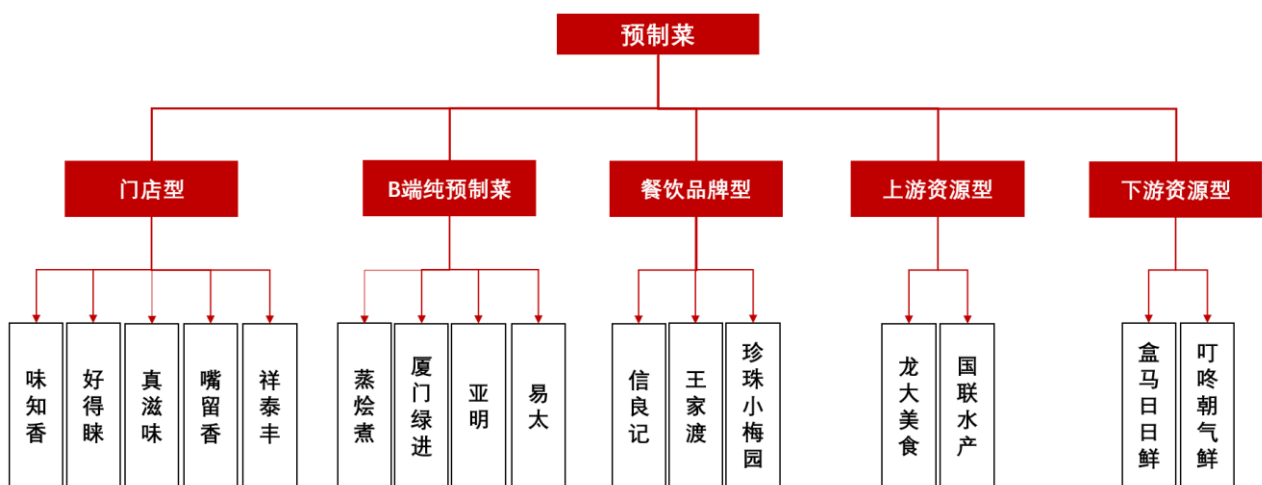 预制菜
门店型
B端纯预制菜
餐饮品牌型
上游资源型
下游资源型
味知香
好得睐
真滋味
嘴留香
祥泰丰
蒸烩煮
厦门绿进
亚明
易太
信良记
王家渡
珍珠小梅园
龙大美食
国联水产
盒马日日鲜
叮咚朝气鲜